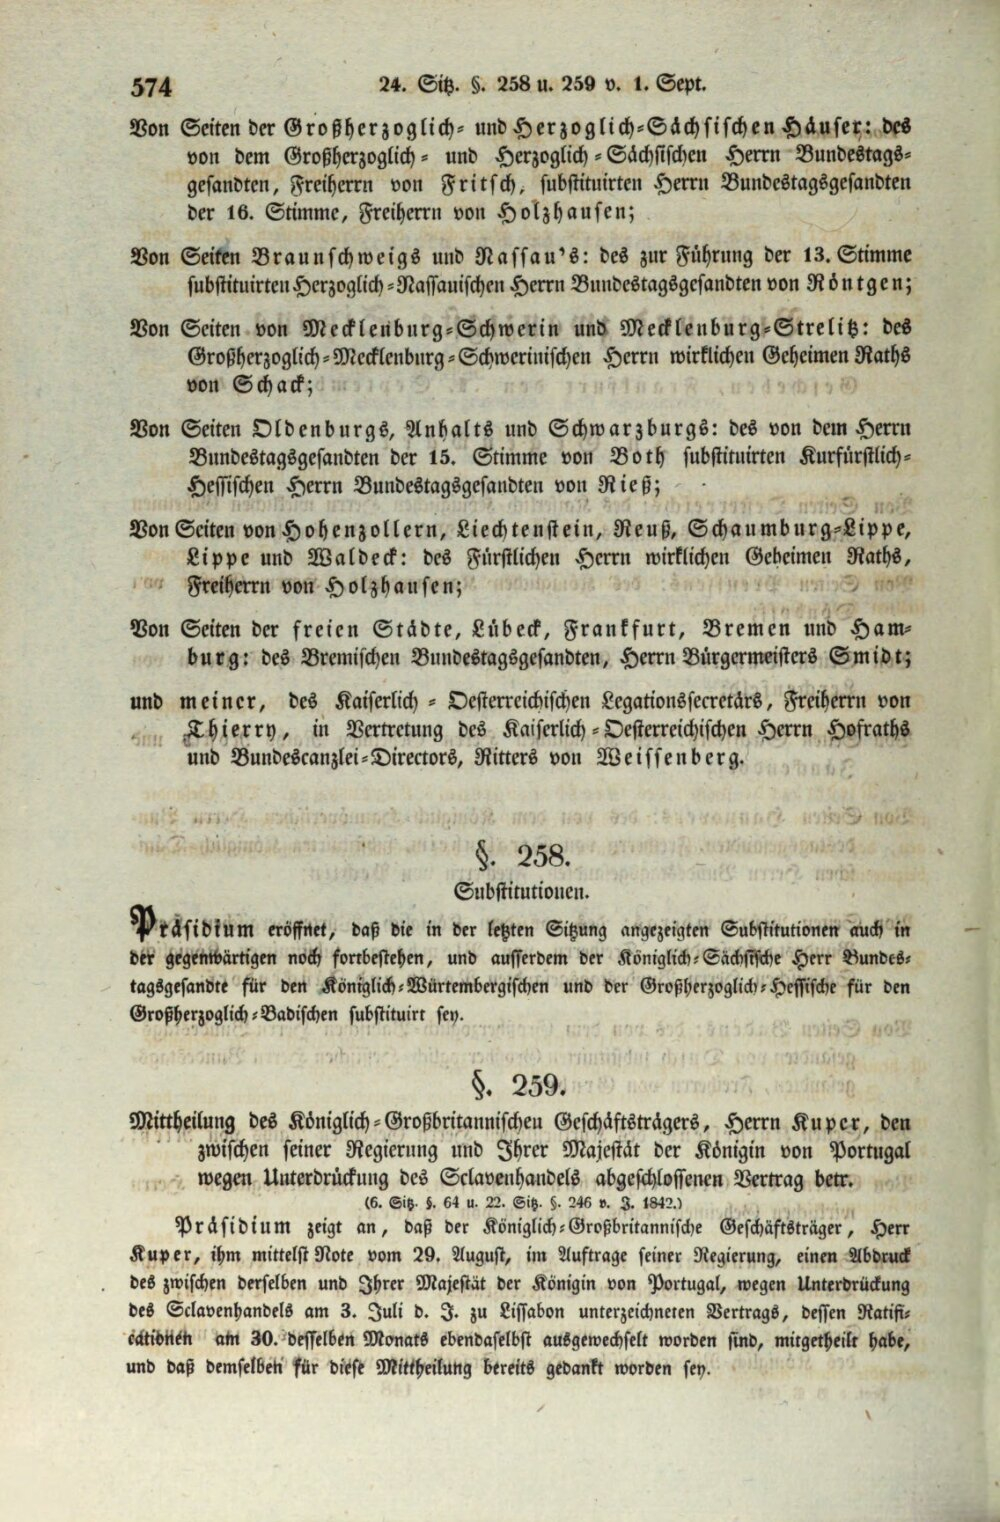 574
24. Sitz. §. 258 u. 259 v. 1. Sept.
Von Seiten der Großherzoglich- und Herzoglich-Sächsischen Häuser: des
von dem Großherzoglich- und Herzoglich-Sächsischen Herrn Bundestags-
gesandten, Freiherrn von Fritsch, substituirten Herrn Bundestagsgesandten
der 16. Stimme, Freiherrn von Holzhausen;
Von Seiten Braunschweigs und Nassau's: des zur Führung der 13. Stimme
substituirten Herzoglich-Nassauischen Herrn Bundestagsgesandten von Röntgen;
Von Seiten von Mecklenburg-Schwerin und Mecklenburg-Strelitz: des
Großherzoglich-Mecklenburg-Schwerinischen Herrn wirklichen Geheimen Raths
von Schack;
Von Seiten Oldenburgs, Anhalts und Schwarzburgs: des von dem Herrn
Bundestagsgesandten der 15. Stimme von Both substituirten Kurfürstlich-
Hessischen Herrn Bundestagsgesandten von Rieß;
Von Seiten von Hohenzollern, Liechtenstein, Reuß, Schaumburg-Lippe,
Lippe und Waldeck: des Fürstlichen Herrn wirklichen Geheimen Raths,
Freiherrn von Holzhausen;
Von Seiten der freien Städte, Lübeck, Frankfurt, Bremen und Ham-
burg: des Bremischen Bundestagsgesandten, Herrn Bürgermeisters Smidt;
und meiner, des Kaiserlich-Oesterreichischen Legationssecretärs, Freiherrn von
Thierry, in Vertretung des Kaiserlich-Oesterreichischen Herrn Hofraths
und Bundescanzlei-Directors, Ritters von Weissenberg.
§. 258.
Substitutionen.
Präsidium eröffnet, daß die in der letzten Sitzung angezeigten Substitutionen auch in
der gegenwärtigen noch fortbestehen, und ausserdem der Königlich-Sächsische Herr Bundes-
tagsgesandte für den Königlich-Würtembergischen und der Großherzoglich-Hessische für den
Großherzoglich-Badischen substituirt sey.
§. 259.
Mittheilung des Königlich-Großbritannischen Geschäftsträgers, Herrn Kuper, den
zwischen seiner Regierung und Ihrer Majestät der Königin von Portugal
wegen Unterdrückung des Sclavenhandels abgeschlossenen Vertrag betr.
(6. Sitz. §. 64 u. 22. Sitz. §. 246 v. J. 1842.)
Präsidium zeigt an, daß der Königlich-Großbritannische Geschäftsträger, Herr
Kuper, ihm mittelst Note vom 29. August, im Auftrage seiner Regierung, einen Abdruck
des zwischen derselben und Ihrer Majestät der Königin von Portugal, wegen Unterdrückung
des Sclavenhandels am 3. Juli d. J. zu Lissabon unterzeichneten Vertrags, dessen Ratifi-
cationen am 30. desselben Monats ebendaselbst ausgewechselt worden sind, mitgetheilt habe,
und daß demselben für diese Mittheilung bereits gedankt worden sey.